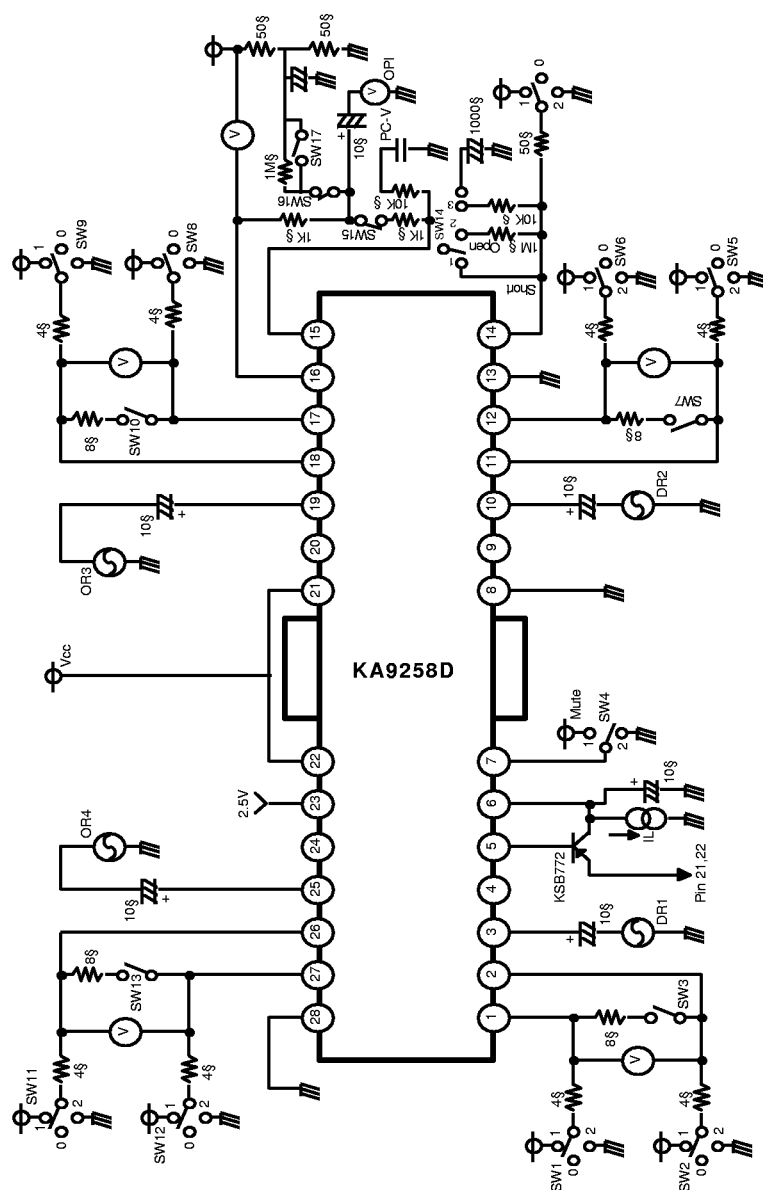 50§
50§
V
OPI
V
+
10§
SW17
1M§
SW16
PC-V
10K§
1K§
SW15
1K§
1000§
SW14
1
2
3
Open
Short
1M§
10K§
50§
1
0
2
SW9
1
0
SW8
0
4§
4§
V
8§
SW10
SW6
1
0
2
SW5
1
0
2
4§
4§
V
8§
SW7
15
16
17
18
19
20
21
22
23
24
25
26
27
28
14
13
12
11
10
9
8
7
6
5
4
3
2
1
OR3
10§
+
DR2
10§
+
Vcc
KA9258D
2.5V
OR4
10§
+
Mute
SW4
1
2
10§
+
IL
KSB772
Pin 21,22
DR1
10§
+
8§
SW13
V
4§
4§
SW11
1
2
0
SW12
1
2
0
SW3
8§
V
4§
4§
SW1
1
2
0
SW2
1
2
0